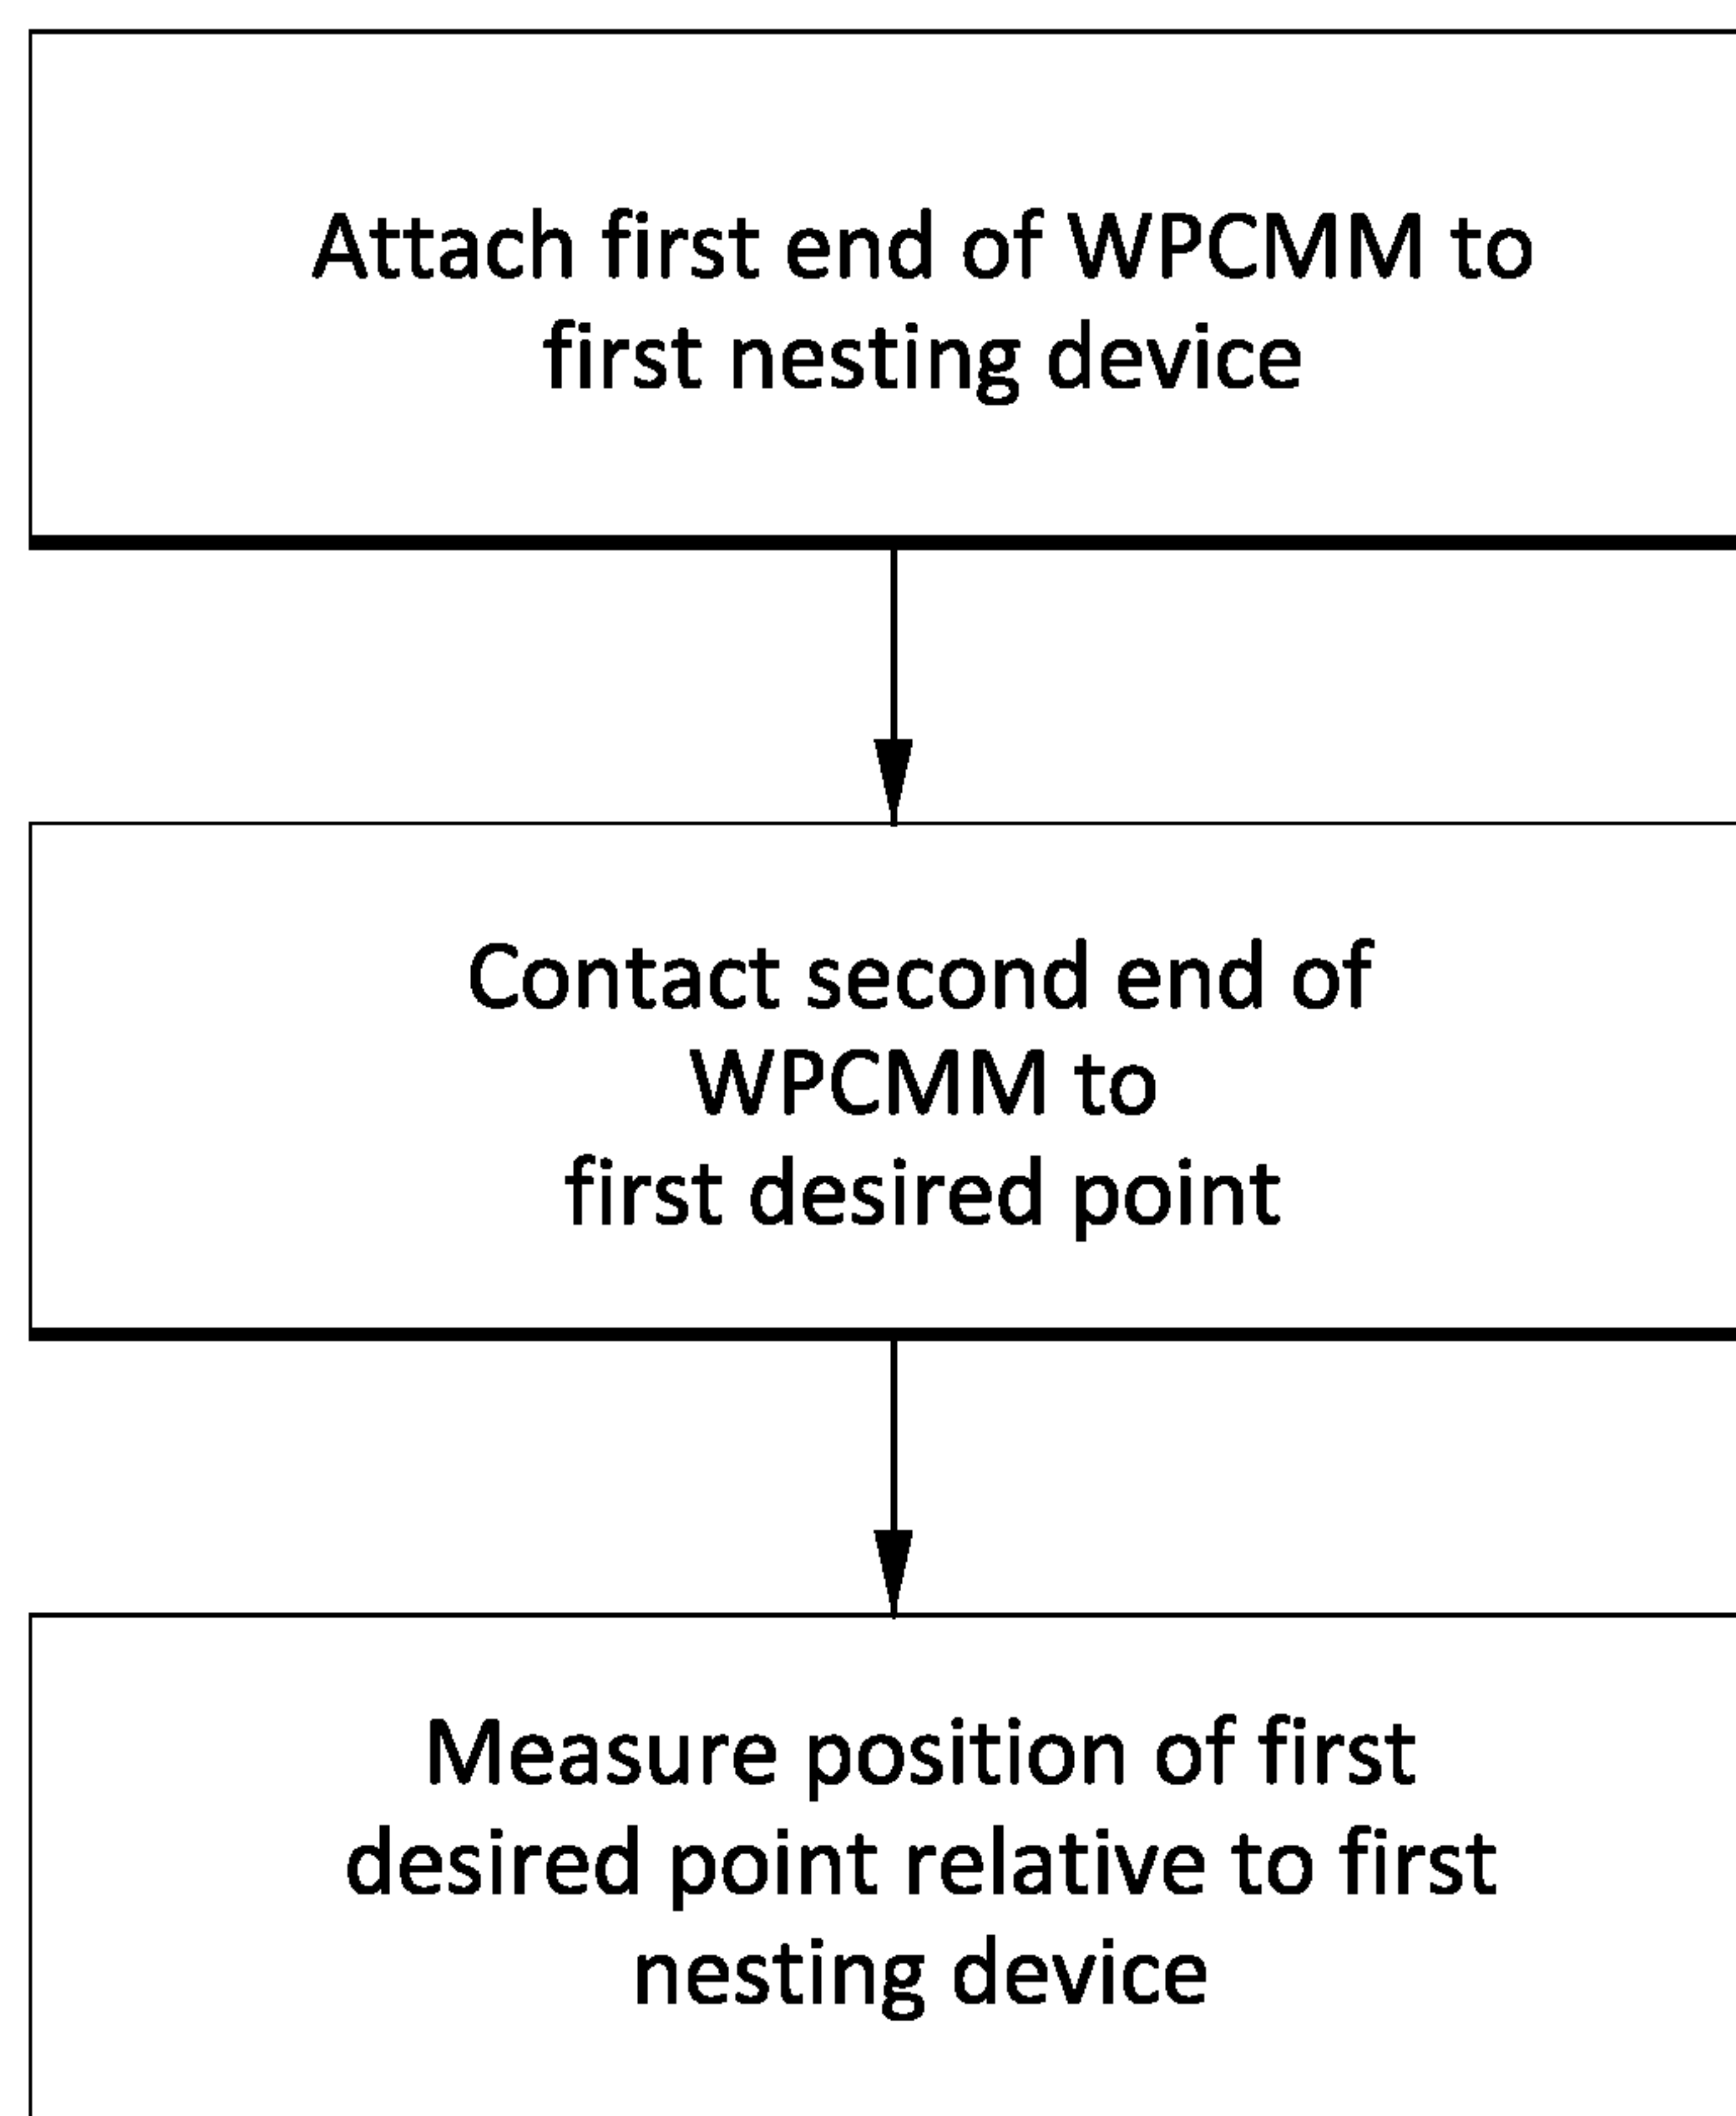 Attach first end of WPCMM to
first nesting device
Contact second end of
WPCMM to
first desired point
Measure position of first
desired point relative to first
nesting device